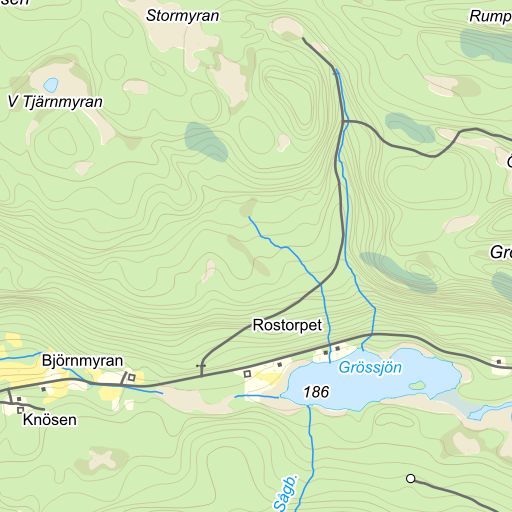 Stormyran
V Tjärnmyran
Rostorpet
Björnmyran
Grössjön
186
Knösen
Sågb.